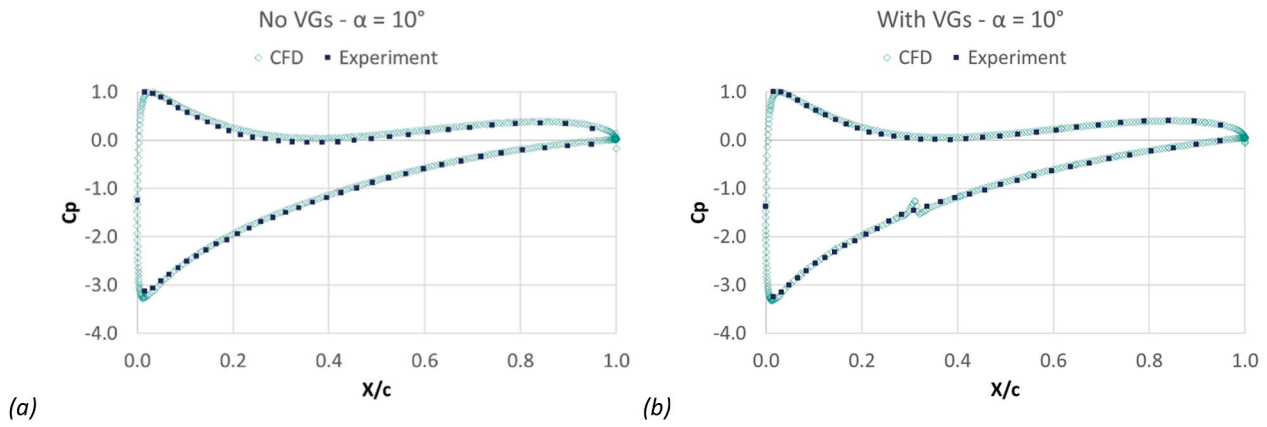 No VGs - α = 10°
CFD Experiment
1.0
0.0
-1.0
-2.0
-3.0
-4.0
Cp
0.0 0.2 0.4 0.6 0.8 1.0
X/c
(a)
With VGs - α = 10°
CFD Experiment
1.0
0.0
-1.0
-2.0
-3.0
-4.0
Cp
0.0 0.2 0.4 0.6 0.8 1.0
X/c
(b)